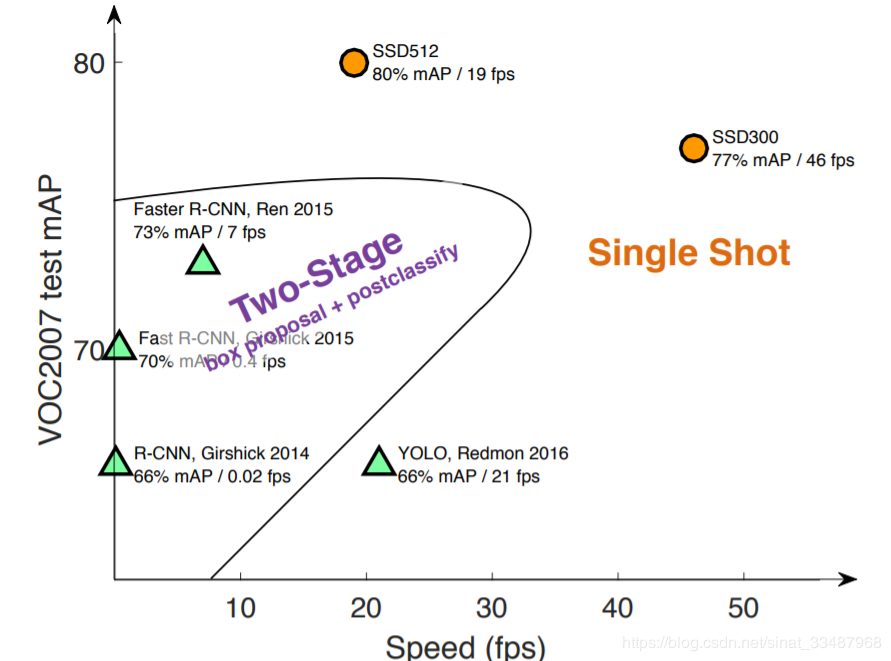 80
SSD512
80% mAP / 19 fps
SSD300
77% mAP / 46 fps
Faster R-CNN, Ren 2015
73% mAP / 7 fps
Two-Stage
box proposal + postclassify
Single Shot
VOC2007 test mAP
70
Fast R-CNN, Girshick 2015
70% mAP / 0.4 fps
R-CNN, Girshick 2014
66% mAP / 0.02 fps
YOLO, Redmon 2016
66% mAP / 21 fps
10 20 30 40 50
Speed (fps)
https://blog.csdn.net/sinat_33487968